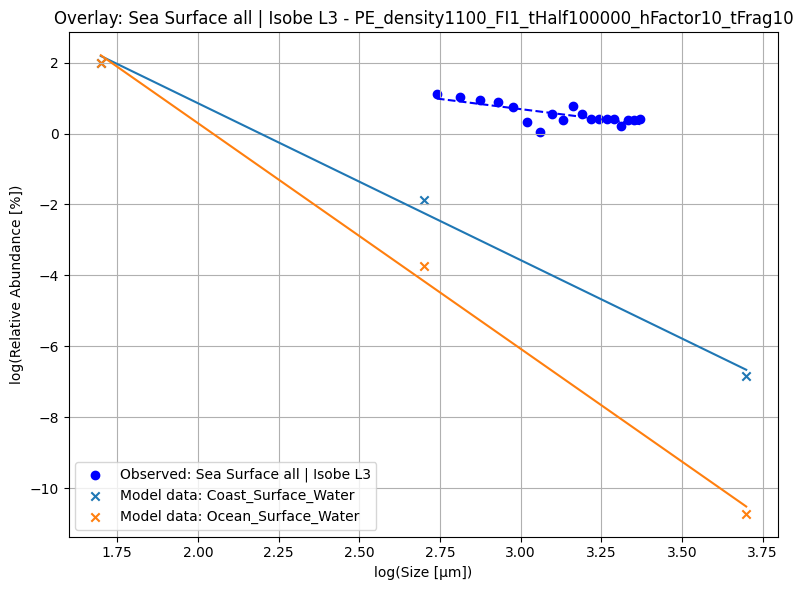 Overlay: Sea Surface all | Isobe L3 - PE_density1100_FI1_tHalf100000_hFactor10_tFrag10
2
0
−2
−4
−6
−8
−10
log(Relative Abundance [%])
Observed: Sea Surface all | Isobe L3
Model data: Coast_Surface_Water
Model data: Ocean_Surface_Water
1.75 2.00 2.25 2.50 2.75 3.00 3.25 3.50 3.75
log(Size [μm])